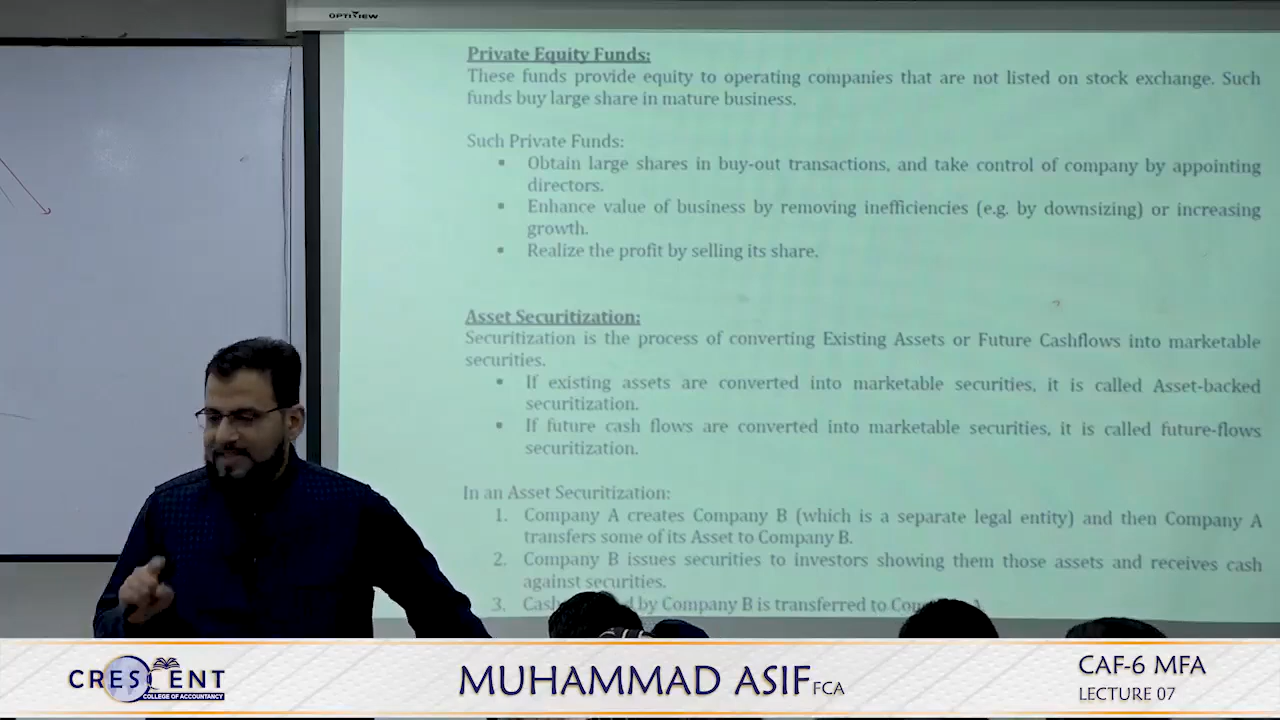 OPTIVIEW
Private Equity Funds:
These funds provide equity to operating companies that are not listed on stock exchange. Such
funds buy large share in mature business.
Such Private Funds:
▪ Obtain large shares in buy-out transactions, and take control of company by appointing
directors.
▪ Enhance value of business by removing inefficiencies (e.g. by downsizing) or increasing
growth.
▪ Realize the profit by selling its share.
Asset Securitization:
Securitization is the process of converting Existing Assets or Future Cashflows into marketable
securities.
• If existing assets are converted into marketable securities, it is called Asset-backed
securitization.
• If future cash flows are converted into marketable securities, it is called future-flows
securitization.
In an Asset Securitization:
1. Company A creates Company B (which is a separate legal entity) and then Company A
transfers some of its Asset to Company B.
2. Company B issues securities to investors showing them those assets and receives cash
against securities.
3. Cash by Company B is transferred to
CRESCENT
COLLEGE OF ACCOUNTANCY
MUHAMMAD ASIF FCA
CAF-6 MFA
LECTURE 07